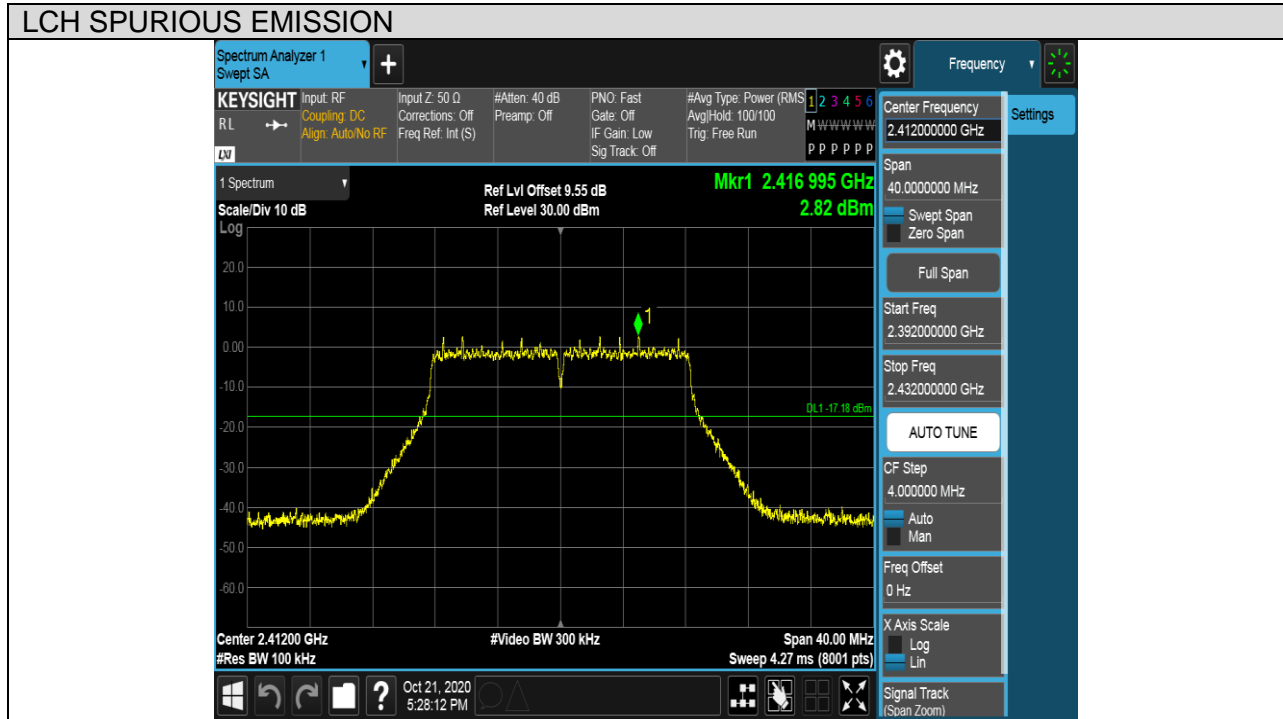 LCH SPURIOUS EMISSION
Spectrum Analyzer 1
Swept SA
Frequency
KEYSIGHT
RL
LXI
Input: RF
Coupling: DC
Align: Auto/No RF
Input Z: 50 Ω
Corrections: Off
Freq Ref: Int (S)
#Atten: 40 dB
Preamp: Off
PNO: Fast
Gate: Off
IF Gain: Low
Sig Track: Off
#Avg Type: Power (RMS
Avg|Hold: 100/100
Trig: Free Run
1 2 3 4 5 6
M W W W W W
P P P P P P
1 Spectrum
Scale/Div 10 dB
Ref Lvl Offset 9.55 dB
Ref Level 30.00 dBm
Mkr1 2.416 995 GHz
2.82 dBm
Log
20.0
10.0
0.00
-10.0
-20.0
-30.0
-40.0
-50.0
-60.0
1
DL1 -17.18 dBm
Center 2.41200 GHz
#Res BW 100 kHz
#Video BW 300 kHz
Span 40.00 MHz
Sweep 4.27 ms (8001 pts)
Oct 21, 2020
5:28:12 PM
?
Center Frequency
2.412000000 GHz
Settings
Span
40.0000000 MHz
Swept Span
Zero Span
Full Span
Start Freq
2.392000000 GHz
Stop Freq
2.432000000 GHz
AUTO TUNE
CF Step
4.000000 MHz
Auto
Man
Freq Offset
0 Hz
X Axis Scale
Log
Lin
Signal Track
(Span Zoom)